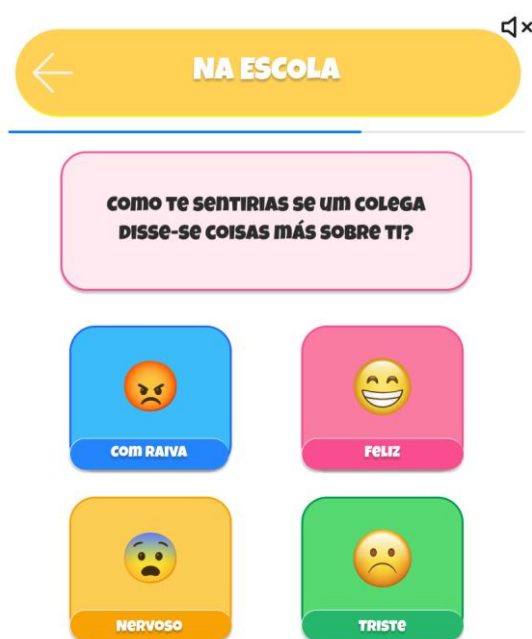 NA ESCOLA
COMO TE SENTIRIAS SE UM COLEGA
DISSE-SE COISAS MÁS SOBRE TI?
COM RAIVA
FELIZ
NERVOSO
TRISTE